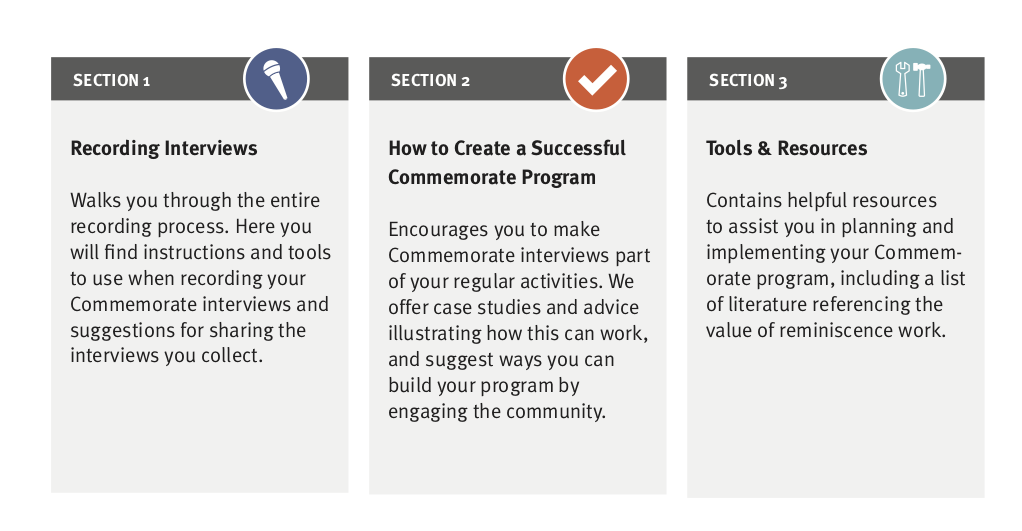 SECTION 1
Recording Interviews
Walks you through the entire
recording process. Here you
will find instructions and tools
to use when recording your
Commemorate interviews and
suggestions for sharing the
interviews you collect.
SECTION 2
How to Create a Successful
Commemorate Program
Encourages you to make
Commemorate interviews part
of your regular activities. We
offer case studies and advice
illustrating how this can work,
and suggest ways you can
build your program by
engaging the community.
SECTION 3
Tools & Resources
Contains helpful resources
to assist you in planning and
implementing your Commem-
orate program, including a list
of literature referencing the
value of reminiscence work.